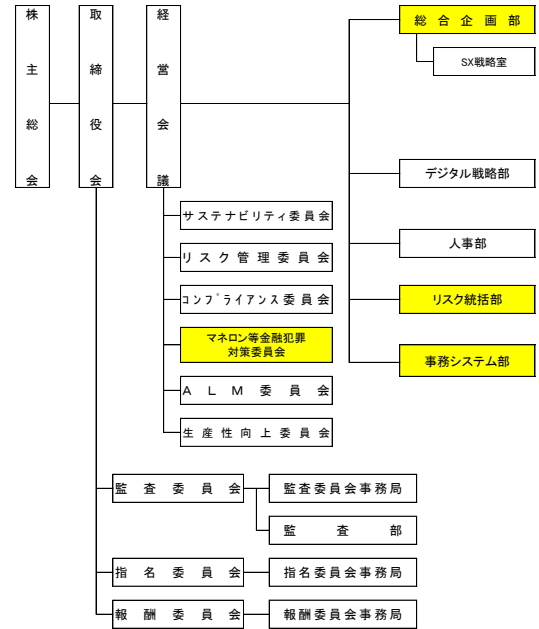 株主総会
取締役会
経営会議
総合企画部
SX戦略室
デジタル戦略部
人事部
リスク統括部
事務システム部
サステナビリティ委員会
リスク管理委員会
コンプライアンス委員会
マネロン等金融犯罪
対策委員会
ALM委員会
生産性向上委員会
監査委員会
監査委員会事務局
監査部
指名委員会
指名委員会事務局
報酬委員会
報酬委員会事務局